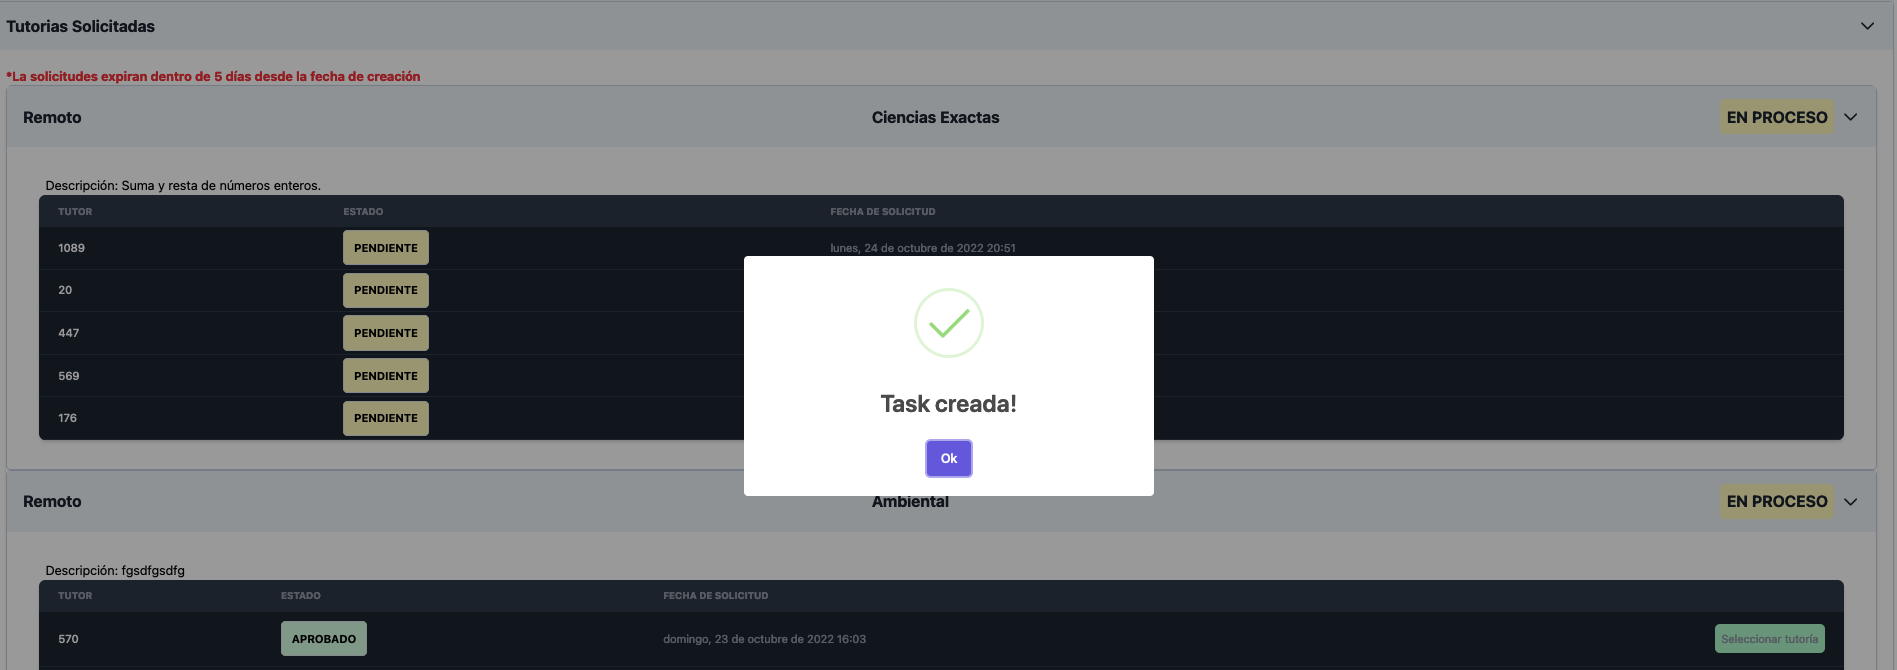 Tutorias Solicitadas
*La solicitudes expiran dentro de 5 días desde la fecha de creación
Remoto Ciencias Exactas EN PROCESO
Descripción: Suma y resta de números enteros.
TUTOR ESTADO FECHA DE SOLICITUD
1089 PENDIENTE lunes, 24 de octubre de 2022 20:51
20 PENDIENTE
447 PENDIENTE
569 PENDIENTE
176 PENDIENTE
Task creada!
Ok
Remoto Ambiental EN PROCESO
Descripción: fgsdfgsdfg
TUTOR ESTADO FECHA DE SOLICITUD
570 APROBADO domingo, 23 de octubre de 2022 16:03 Seleccionar tutoría